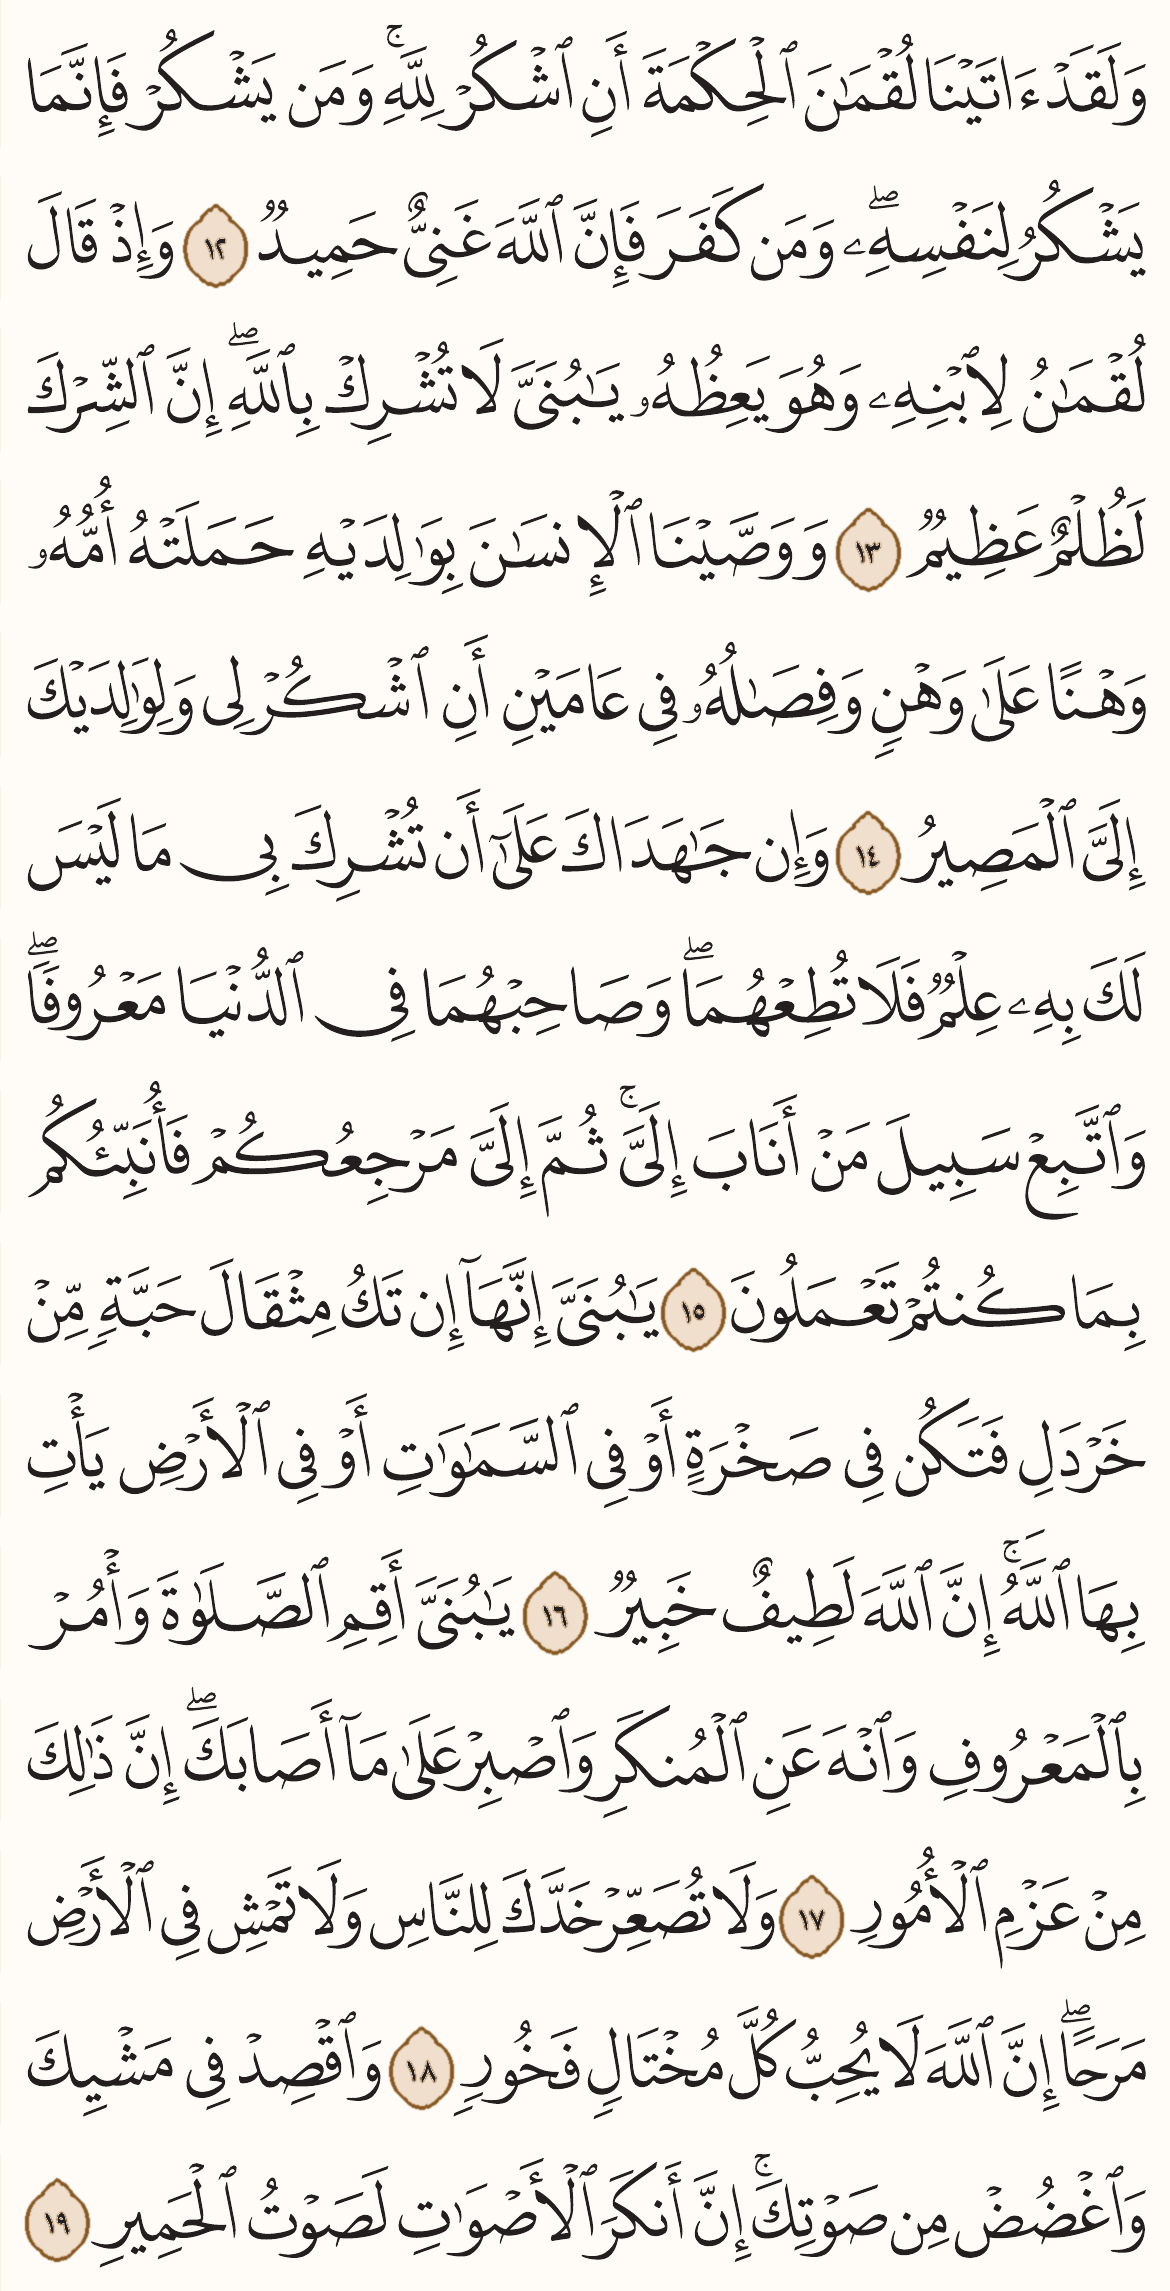 وَلَقَدْ ءَاتَيْنَا لُقْمَٰنَ ٱلْحِكْمَةَ أَنِ ٱشْكُرْ لِلَّهِ ۚ وَمَن يَشْكُرْ فَإِنَّمَا
يَشْكُرُ لِنَفْسِهِۦ ۖ وَمَن كَفَرَ فَإِنَّ ٱللَّهَ غَنِىٌّ حَمِيدٌ ١٢ وَإِذْ قَالَ
لُقْمَٰنُ لِٱبْنِهِۦ وَهُوَ يَعِظُهُۥ يَٰبُنَىَّ لَا تُشْرِكْ بِٱللَّهِ ۖ إِنَّ ٱلشِّرْكَ
لَظُلْمٌ عَظِيمٌ ١٣ وَوَصَّيْنَا ٱلْإِنسَٰنَ بِوَٰلِدَيْهِ حَمَلَتْهُ أُمُّهُۥ
وَهْنًا عَلَىٰ وَهْنٍ وَفِصَٰلُهُۥ فِى عَامَيْنِ أَنِ ٱشْكُرْ لِى وَلِوَٰلِدَيْكَ
إِلَىَّ ٱلْمَصِيرُ ١٤ وَإِن جَٰهَدَاكَ عَلَىٰٓ أَن تُشْرِكَ بِى مَا لَيْسَ
لَكَ بِهِۦ عِلْمٌ فَلَا تُطِعْهُمَا ۖ وَصَاحِبْهُمَا فِى ٱلدُّنْيَا مَعْرُوفًا ۖ
وَٱتَّبِعْ سَبِيلَ مَنْ أَنَابَ إِلَىَّ ۚ ثُمَّ إِلَىَّ مَرْجِعُكُمْ فَأُنَبِّئُكُم
بِمَا كُنتُمْ تَعْمَلُونَ ١٥ يَٰبُنَىَّ إِنَّهَآ إِن تَكُ مِثْقَالَ حَبَّةٍ مِّنْ
خَرْدَلٍ فَتَكُن فِى صَخْرَةٍ أَوْ فِى ٱلسَّمَٰوَٰتِ أَوْ فِى ٱلْأَرْضِ يَأْتِ
بِهَا ٱللَّهُ ۚ إِنَّ ٱللَّهَ لَطِيفٌ خَبِيرٌ ١٦ يَٰبُنَىَّ أَقِمِ ٱلصَّلَوٰةَ وَأْمُرْ
بِٱلْمَعْرُوفِ وَٱنْهَ عَنِ ٱلْمُنكَرِ وَٱصْبِرْ عَلَىٰ مَآ أَصَابَكَ ۖ إِنَّ ذَٰلِكَ
مِنْ عَزْمِ ٱلْأُمُورِ ١٧ وَلَا تُصَعِّرْ خَدَّكَ لِلنَّاسِ وَلَا تَمْشِ فِى ٱلْأَرْضِ
مَرَحًا ۖ إِنَّ ٱللَّهَ لَا يُحِبُّ كُلَّ مُخْتَالٍ فَخُورٍ ١٨ وَٱقْصِدْ فِى مَشْيِكَ
وَٱغْضُضْ مِن صَوْتِكَ ۚ إِنَّ أَنكَرَ ٱلْأَصْوَٰتِ لَصَوْتُ ٱلْحَمِيرِ ١٩